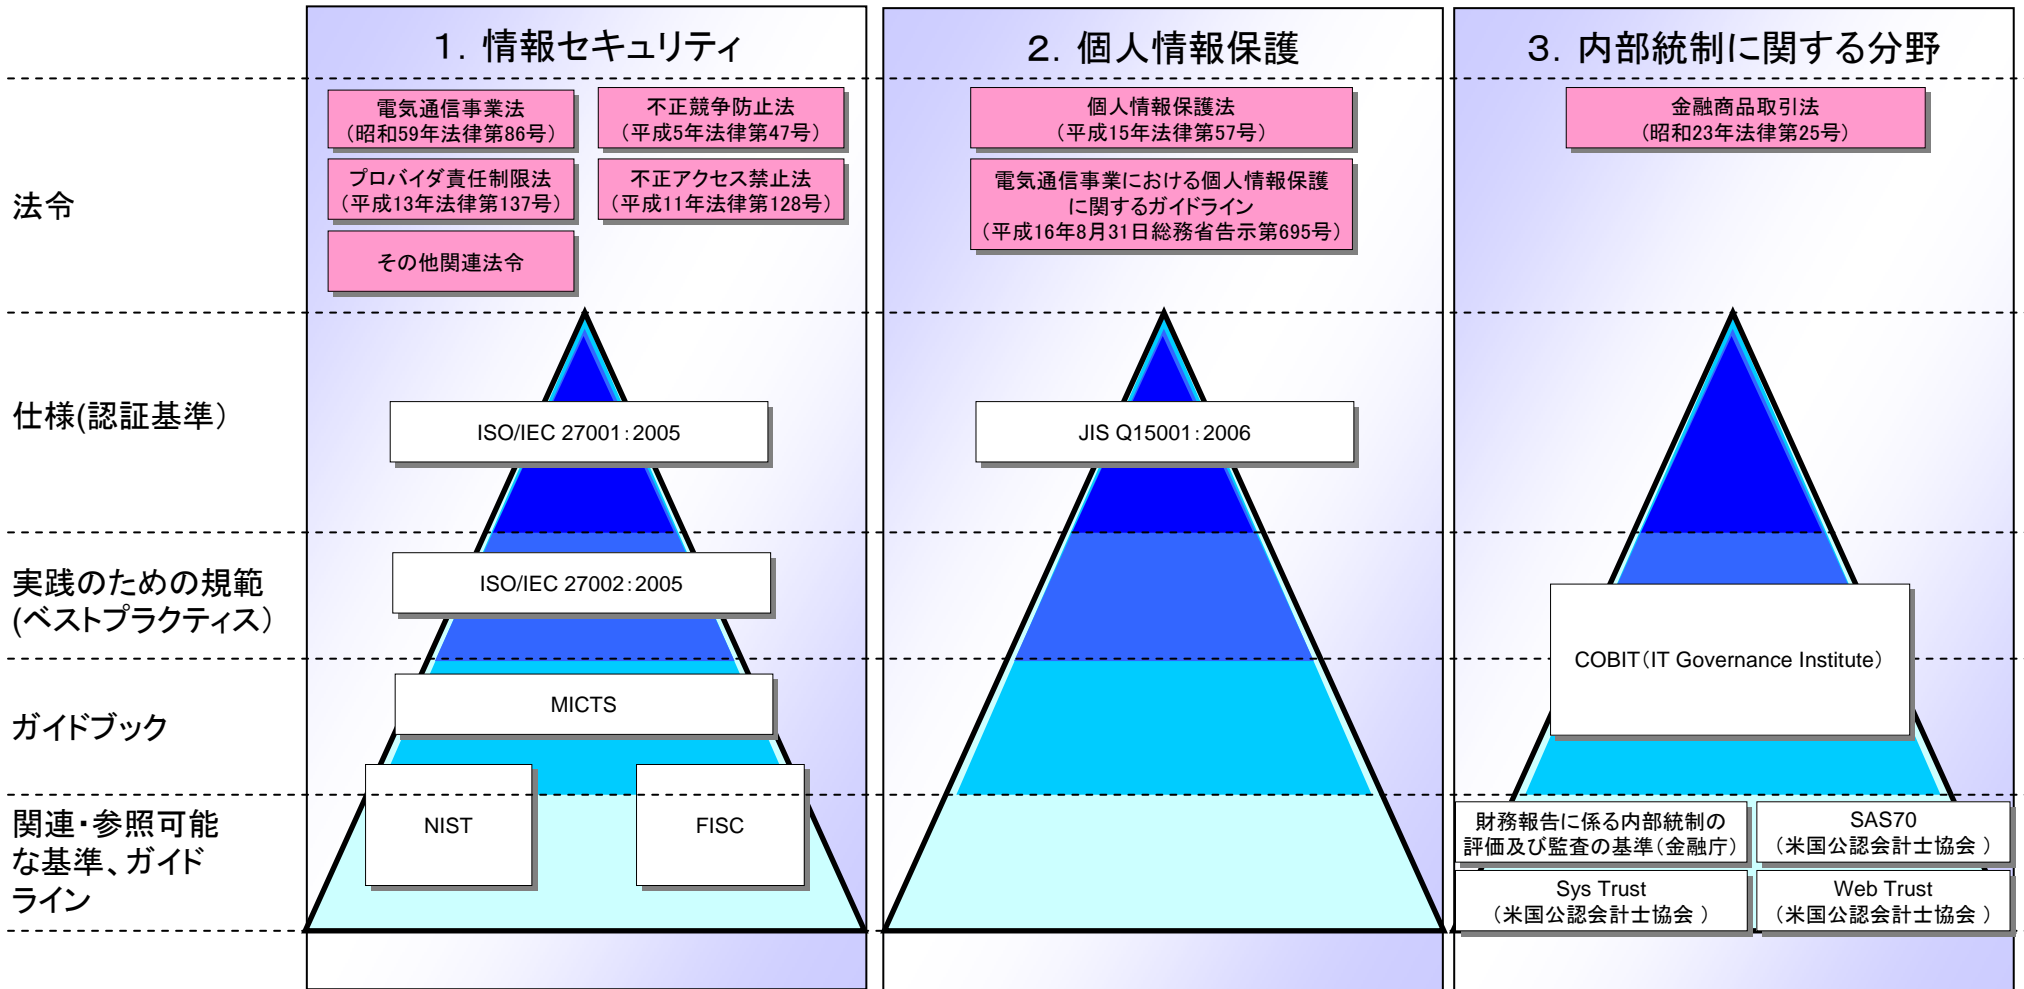 1．情報セキュリティ
2．個人情報保護
3．内部統制に関する分野
法令
電気通信事業法
（昭和59年法律第86号）
不正競争防止法
（平成5年法律第47号）
プロバイダ責任制限法
（平成13年法律第137号）
不正アクセス禁止法
（平成11年法律第128号）
その他関連法令
個人情報保護法
（平成15年法律第57号）
電気通信事業における個人情報保護
に関するガイドライン
（平成16年8月31日総務省告示第695号）
金融商品取引法
（昭和23年法律第25号）
仕様(認証基準）
ISO/IEC 27001：2005
JIS Q15001：2006
実践のための規範
(ベストプラクティス）
ISO/IEC 27002：2005
COBIT（IT Governance Institute）
ガイドブック
MICTS
関連・参照可能
な基準、ガイド
ライン
NIST
FISC
財務報告に係る内部統制の
評価及び監査の基準（金融庁）
SAS70
（米国公認会計士協会 ）
Sys Trust
（米国公認会計士協会 ）
Web Trust
（米国公認会計士協会 ）